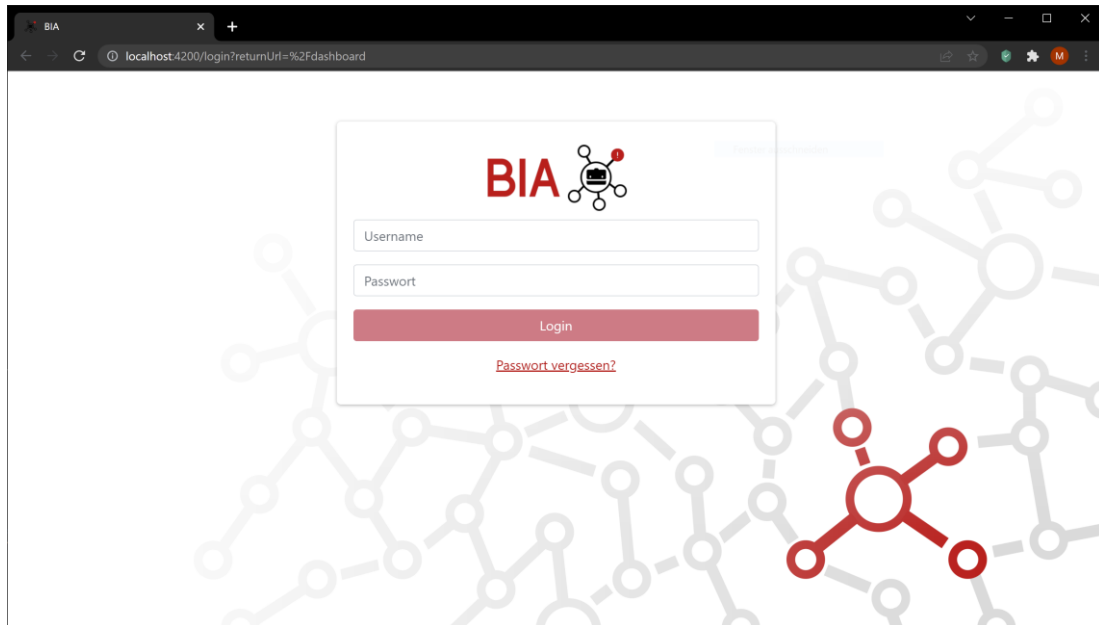 BIA
localhost:4200/login?returnUrl=%2Fdashboard
M
BIA
!
Username
Passwort
Login
Passwort vergessen?